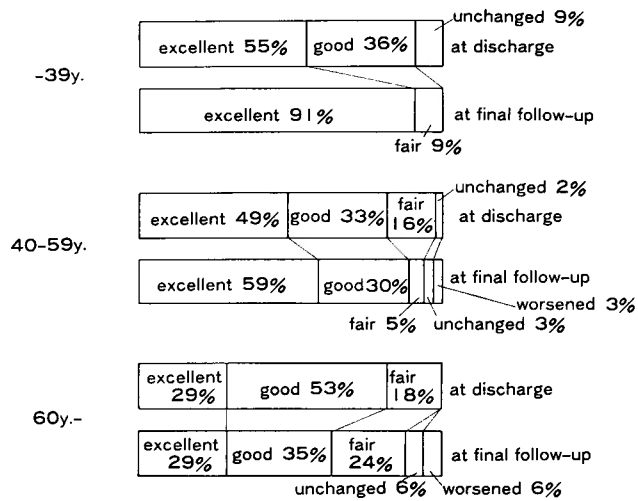 unchanged 9%
excellent 55% good 36% at discharge
-39y.
excellent 91% at final follow-up
fair 9%
unchanged 2%
excellent 49% good 33% fair 16% at discharge
40-59y.
excellent 59% good 30% at final follow-up
worsened 3%
fair 5% unchanged 3%
excellent 29% good 53% fair 18% at discharge
60y.-
excellent 29% good 35% fair 24% at final follow-up
unchanged 6% worsened 6%